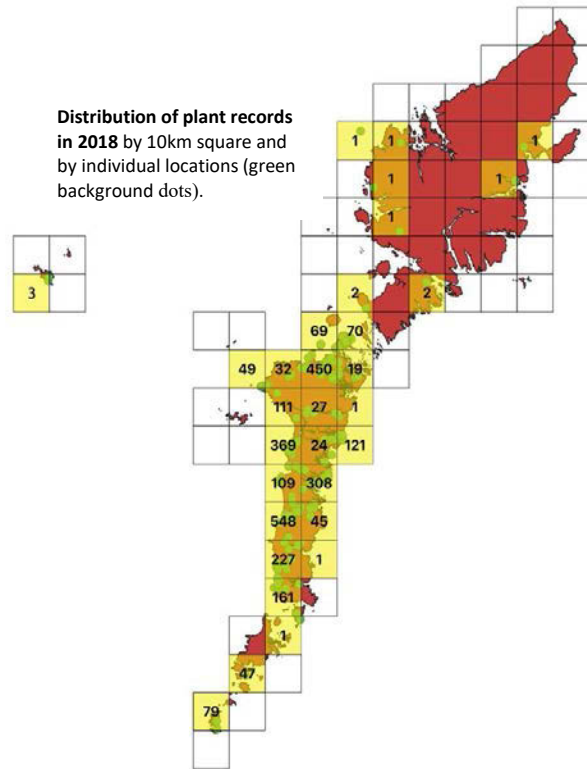 Distribution of plant records
in 2018 by 10km square and
by individual locations (green
background dots).
1 1 1
1 1
1
3 2 2
69 70
49 32 450 19
111 27 1
369 24 121
109 308
548 45
227 1
161
1
47
79